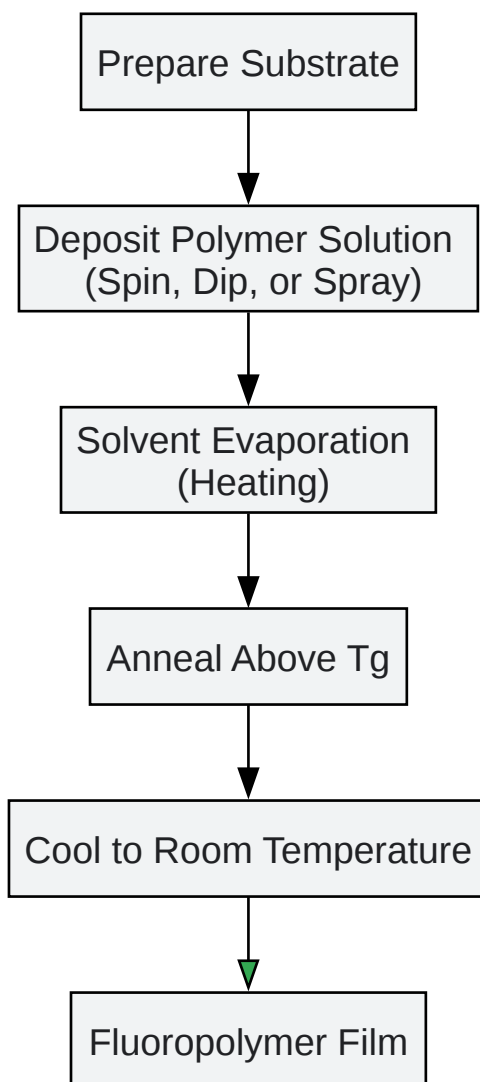 Prepare Substrate
Deposit Polymer Solution
(Spin, Dip, or Spray)
Solvent Evaporation
(Heating)
Anneal Above Tg
Cool to Room Temperature
Fluoropolymer Film